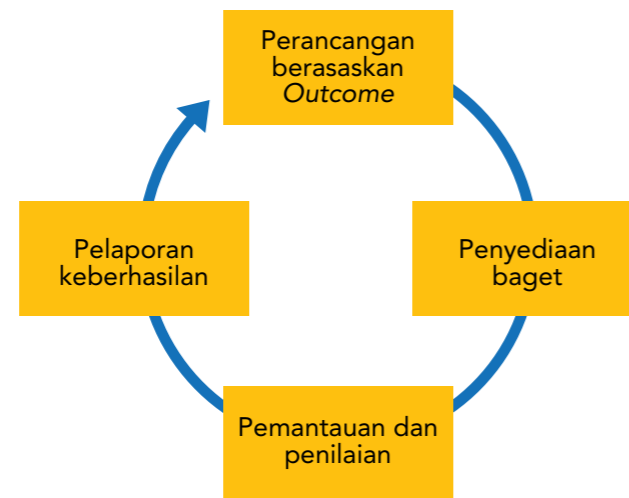 Perancangan
berasaskan
Outcome
Penyediaan
baget
Pemantauan dan
penilaian
Pelaporan
keberhasilan